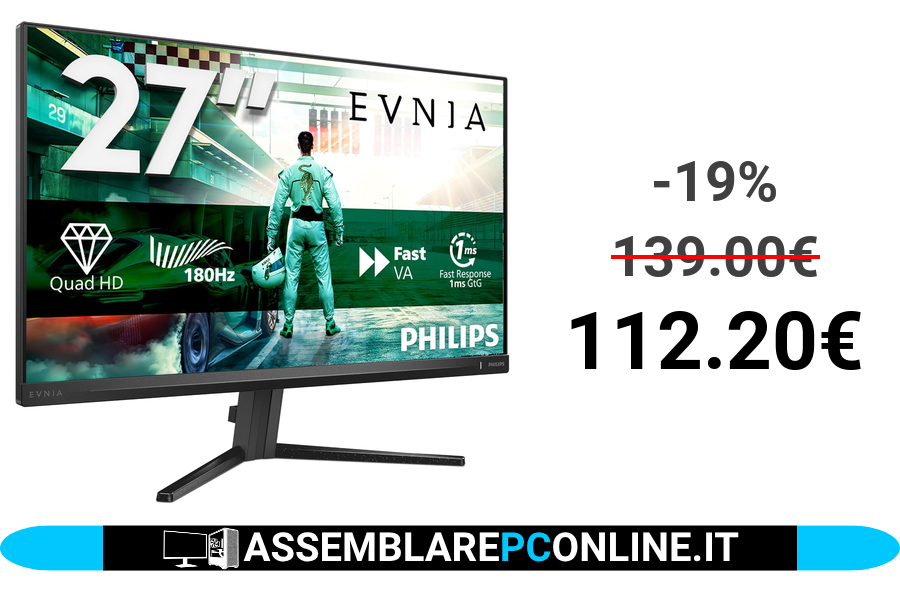 27"
EVNIA
29
Quad HD
180Hz
Fast
VA
1ms
Fast Response
1ms GtG
PHILIPS
EVNIA
PHILIPS
-19%
139.00€
112.20€
ASSEMBLAREPCONLINE.IT